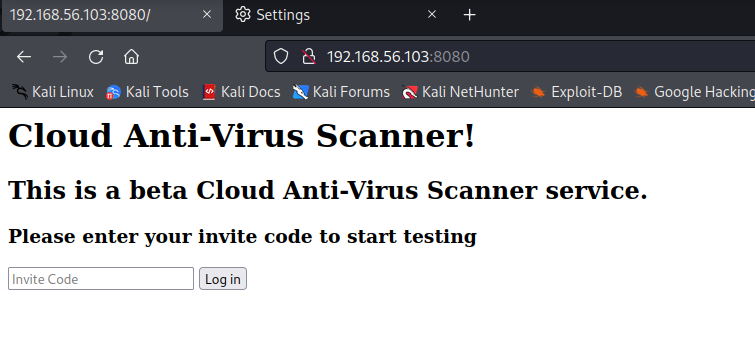 192.168.56.103:8080/ Settings
192.168.56.103:8080
Kali Linux Kali Tools Kali Docs Kali Forums Kali NetHunter Exploit-DB Google Hacking
Cloud Anti-Virus Scanner!
This is a beta Cloud Anti-Virus Scanner service.
Please enter your invite code to start testing
Invite Code Log in